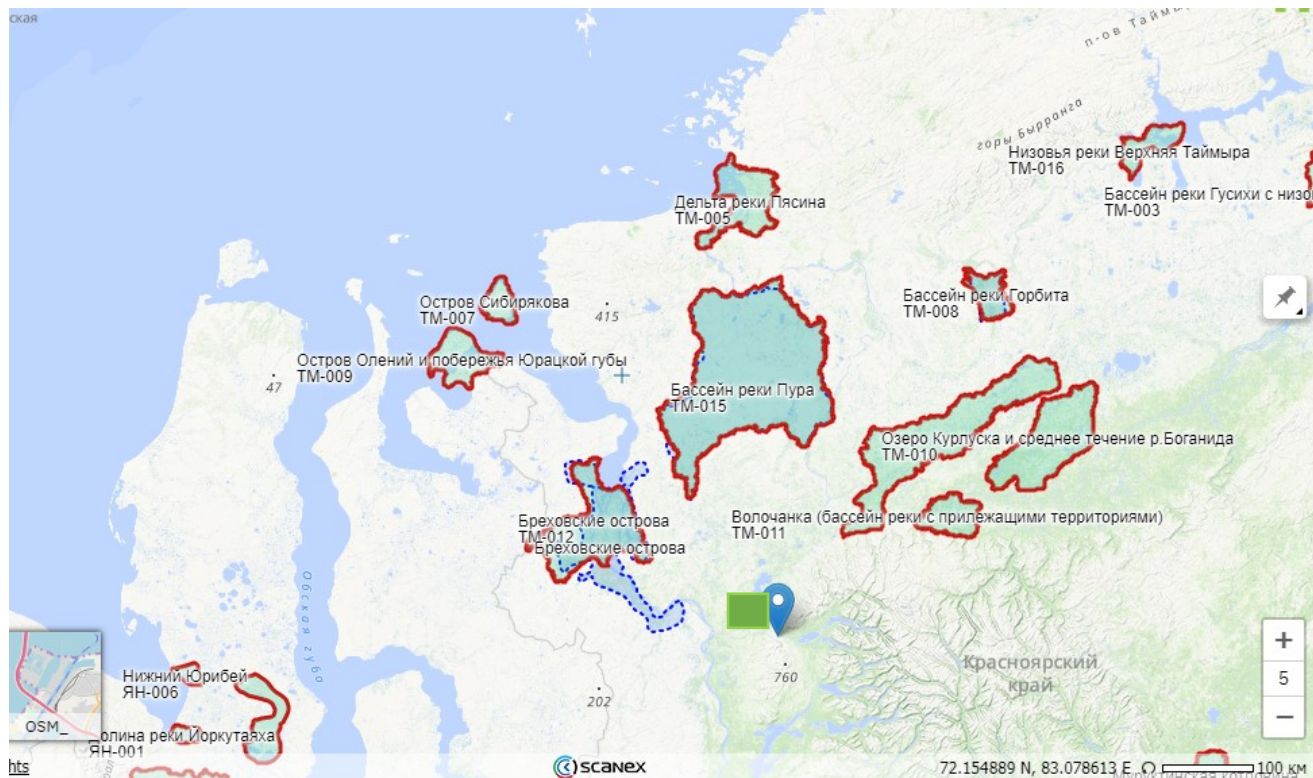 ская
п-ов Таймы
горы Бырранга
Низовья реки Верхняя Таймыра
ТМ-016
Бассейн реки Гусихи с низо
ТМ-003
Дельта реки Пясина
ТМ-005
Бассейн реки Горбита
ТМ-008
Остров Сибирякова
ТМ-007
415
Остров Олений и побережья Юрацкой губы
ТМ-009
47
Бассейн реки Пура
ТМ-015
Озеро Курлуска и среднее течение р.Боганида
ТМ-010
Волочанка (бассейн реки с прилежащими территориями)
ТМ-011
Бреховские острова
ТМ-012
Бреховские острова
Обская губа
Красноярский
край
760
202
Нижний Юрибей
ЯН-006
олина реки Йоркутаяха
ЯН-001
OSM_
+
5
−
hts
scanex
72.154889 N, 83.078613 E
100 км